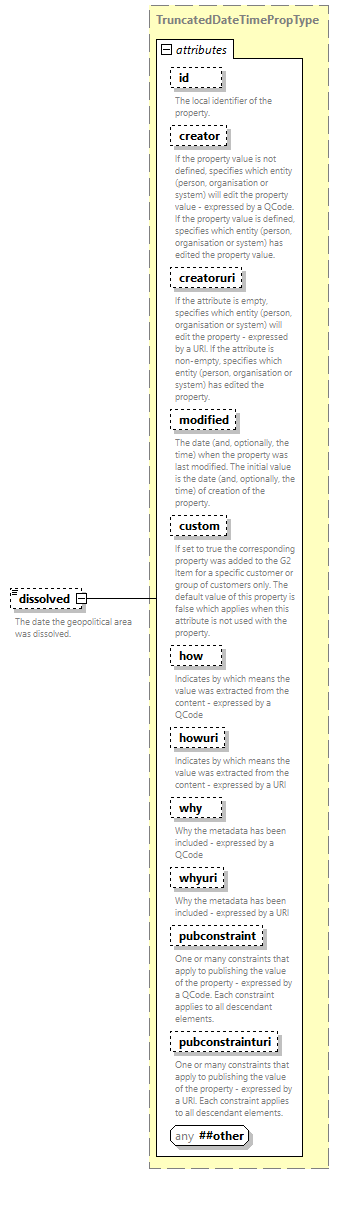 TruncatedDateTimePropType
attributes
id
The local identifier of the
property.
creator
If the property value is not
defined, specifies which entity
(person, organisation or
system) will edit the property
value - expressed by a QCode.
If the property value is defined,
specifies which entity (person,
organisation or system) has
edited the property value.
creatoruri
If the attribute is empty,
specifies which entity (person,
organisation or system) will
edit the property - expressed
by a URI. If the attribute is
non-empty, specifies which
entity (person, organisation or
system) has edited the
property.
modified
The date (and, optionally, the
time) when the property was
last modified. The initial value
is the date (and, optionally, the
time) of creation of the
property.
custom
If set to true the corresponding
property was added to the G2
Item for a specific customer or
group of customers only. The
default value of this property is
false which applies when this
attribute is not used with the
property.
dissolved
The date the geopolitical area
was dissolved.
how
Indicates by which means the
value was extracted from the
content - expressed by a
QCode
howuri
Indicates by which means the
value was extracted from the
content - expressed by a URI
why
Why the metadata has been
included - expressed by a
QCode
whyuri
Why the metadata has been
included - expressed by a URI
pubconstraint
One or many constraints that
apply to publishing the value
of the property - expressed by
a QCode. Each constraint
applies to all descendant
elements.
pubconstrainturi
One or many constraints that
apply to publishing the value
of the property - expressed by
a URI. Each constraint applies
to all descendant elements.
any ##other